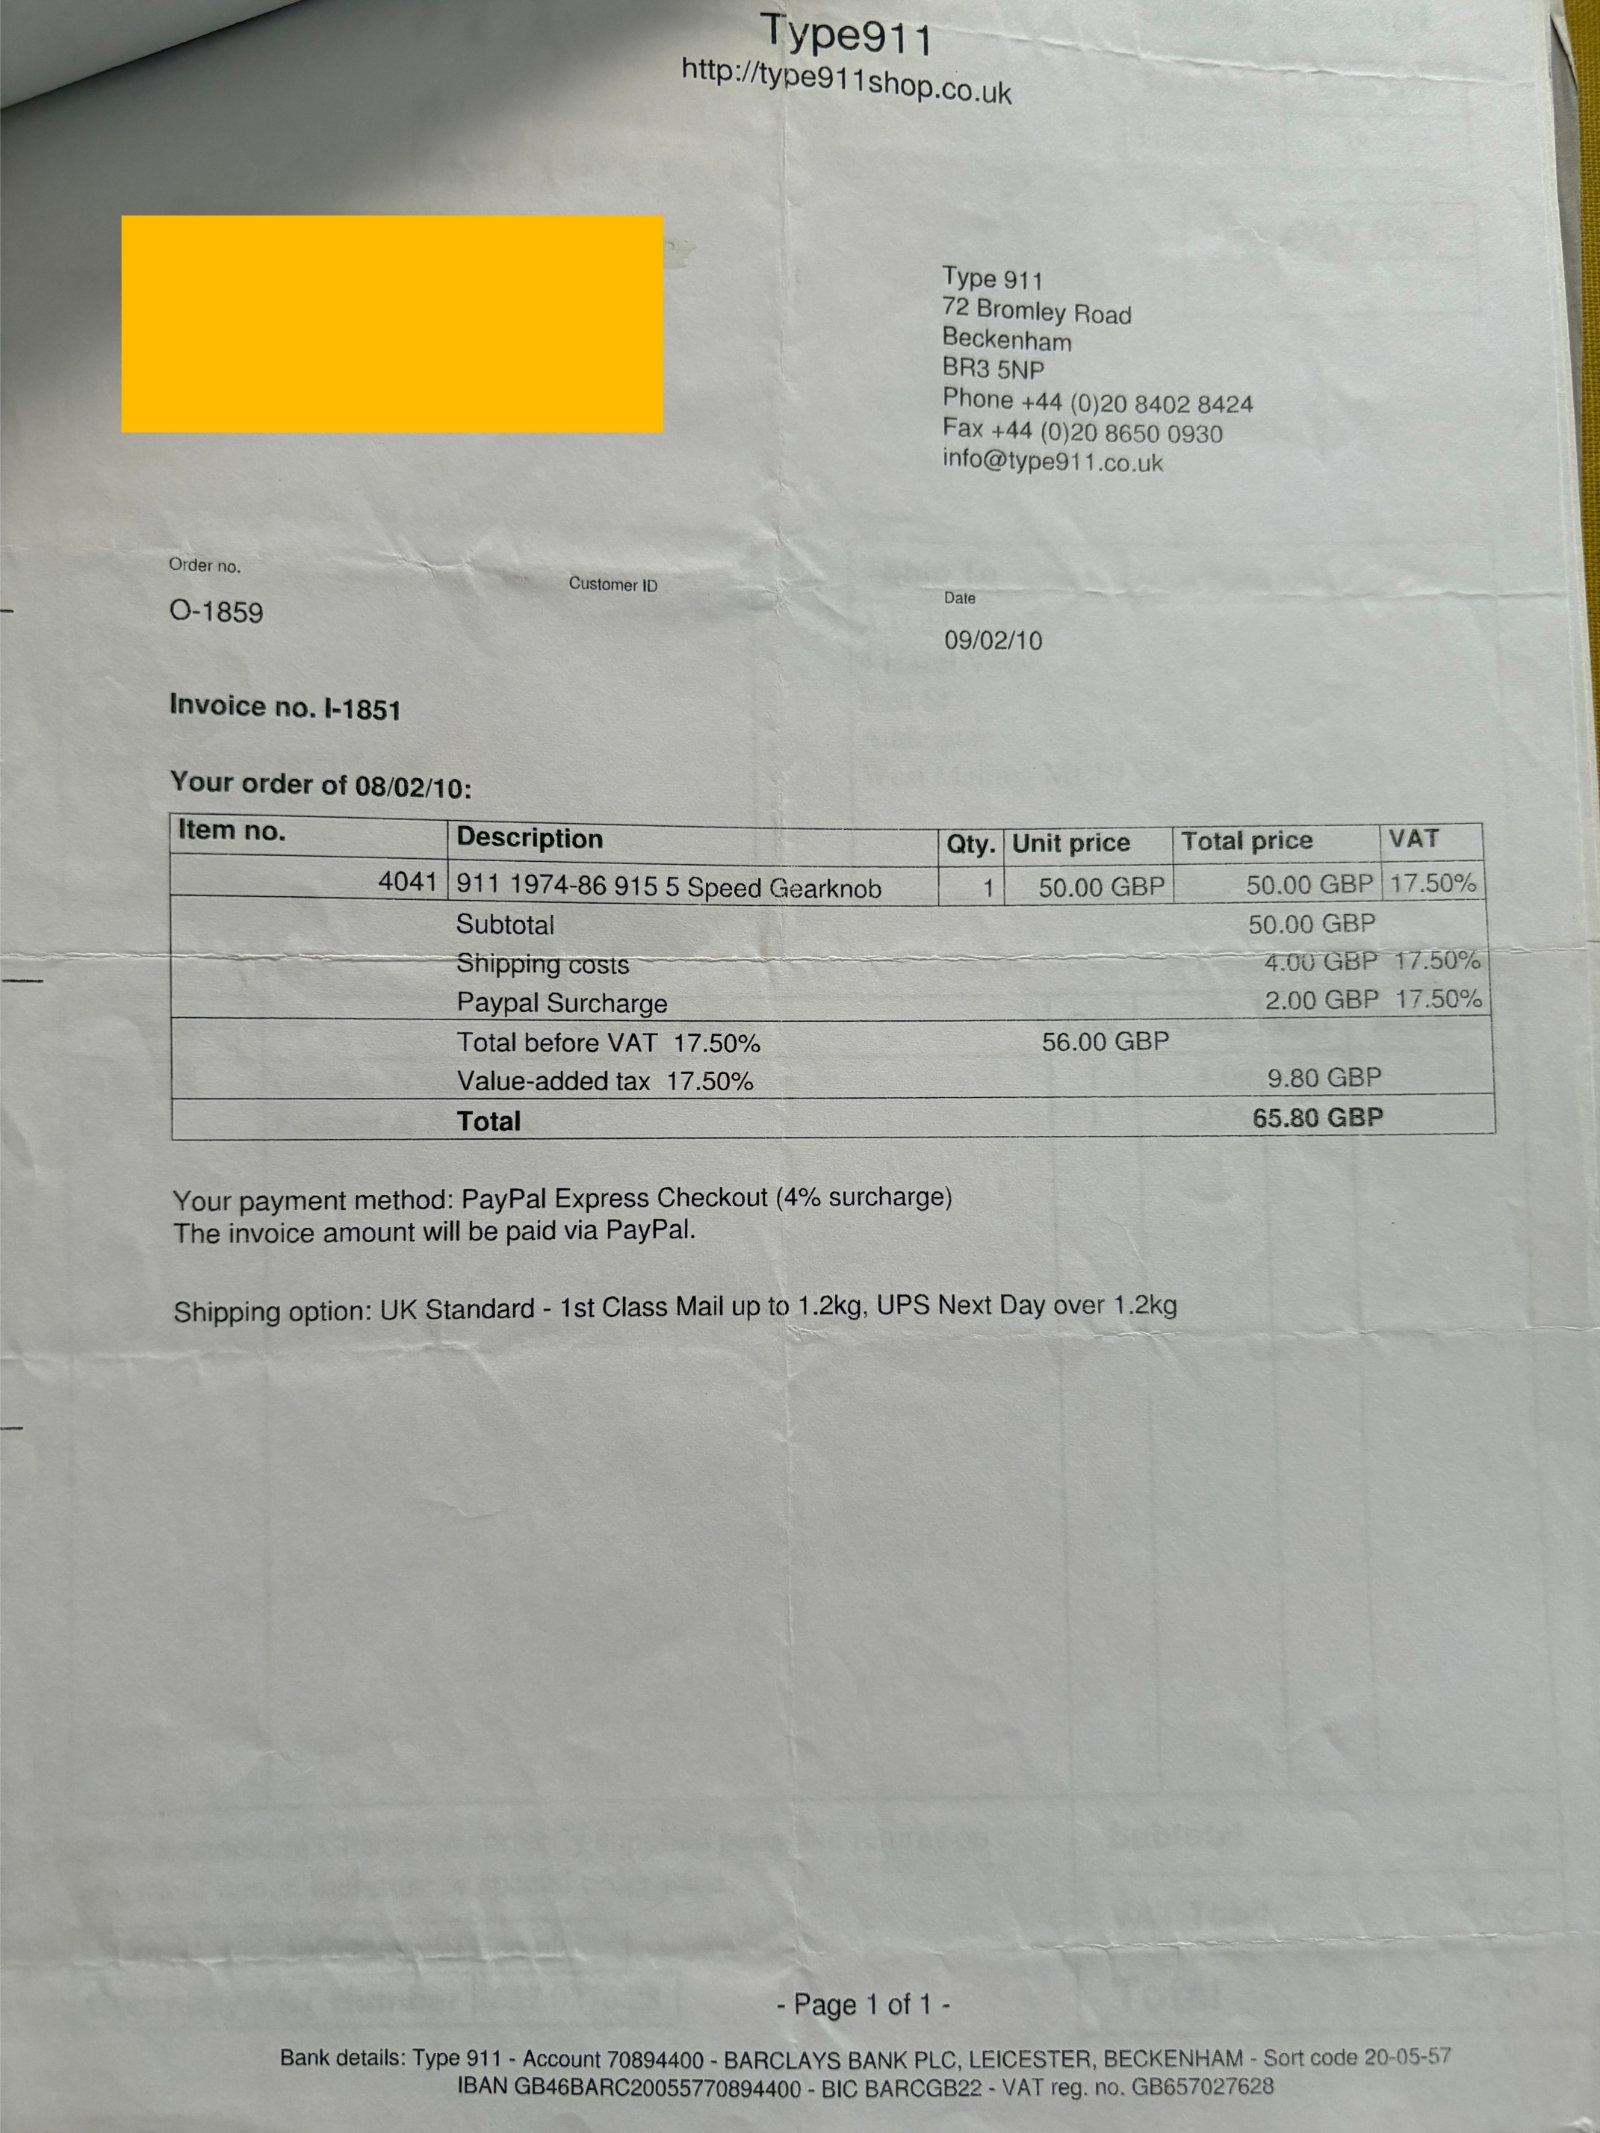 Type911
http://type911shop.co.uk
Type 911
72 Bromley Road
Beckenham
BR3 5NP
Phone +44 (0)20 8402 8424
Fax +44 (0)20 8650 0930
info@type911.co.uk
Order no.
Customer ID
Date
O-1859
09/02/10
Invoice no. I-1851
Your order of 08/02/10:
Item no. Description Qty. Unit price Total price VAT
4041 911 1974-86 915 5 Speed Gearknob 1 50.00 GBP 50.00 GBP 17.50%
Subtotal 50.00 GBP
Shipping costs 4.00 GBP 17.50%
Paypal Surcharge 2.00 GBP 17.50%
Total before VAT 17.50% 56.00 GBP
Value-added tax 17.50% 9.80 GBP
Total 65.80 GBP
Your payment method: PayPal Express Checkout (4% surcharge)
The invoice amount will be paid via PayPal.
Shipping option: UK Standard - 1st Class Mail up to 1.2kg, UPS Next Day over 1.2kg
Subtotal
VAT Total
Total
- Page 1 of 1 -
Bank details: Type 911 - Account 70894400 - BARCLAYS BANK PLC, LEICESTER, BECKENHAM - Sort code 20-05-57
IBAN GB46BARC20055770894400 - BIC BARCGB22 - VAT reg. no. GB657027628